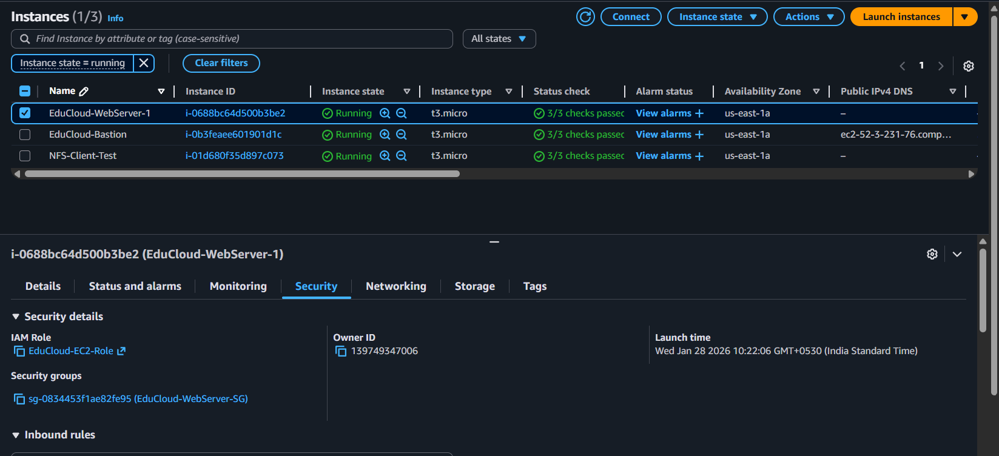 Instances (1/3) Info
Connect Instance state Actions Launch instances
Find Instance by attribute or tag (case-sensitive) All states
Instance state = running Clear filters
1
Name Instance ID Instance state Instance type Status check Alarm status Availability Zone Public IPv4 DNS
EduCloud-WebServer-1 i-0688bc64d500b3be2 Running t3.micro 3/3 checks passed View alarms + us-east-1a –
EduCloud-Bastion i-0b3feaee601901d1c Running t3.micro 3/3 checks passed View alarms + us-east-1a ec2-52-3-231-76.comp...
NFS-Client-Test i-01d680f35d897c073 Running t3.micro 3/3 checks passed View alarms + us-east-1a –
i-0688bc64d500b3be2 (EduCloud-WebServer-1)
Details Status and alarms Monitoring Security Networking Storage Tags
Security details
IAM Role Owner ID Launch time
EduCloud-EC2-Role 139749347006 Wed Jan 28 2026 10:22:06 GMT+0530 (India Standard Time)
Security groups
sg-0834453f1ae82fe95 (EduCloud-WebServer-SG)
Inbound rules